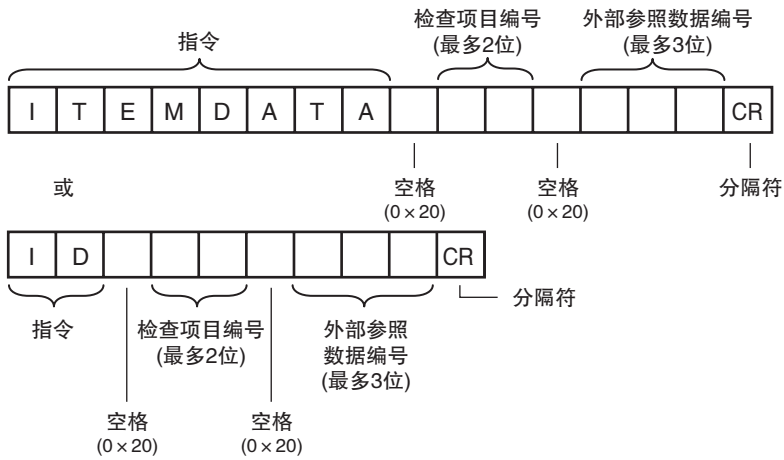 指令
检查项目编号
(最多2位)
外部参照数据编号
(最多3位)
I T E M D A T A CR
空格
(0×20)
空格
(0×20)
分隔符
或
I D CR
分隔符
指令
检查项目编号
(最多2位)
外部参照
数据编号
(最多3位)
空格
(0×20)
空格
(0×20)